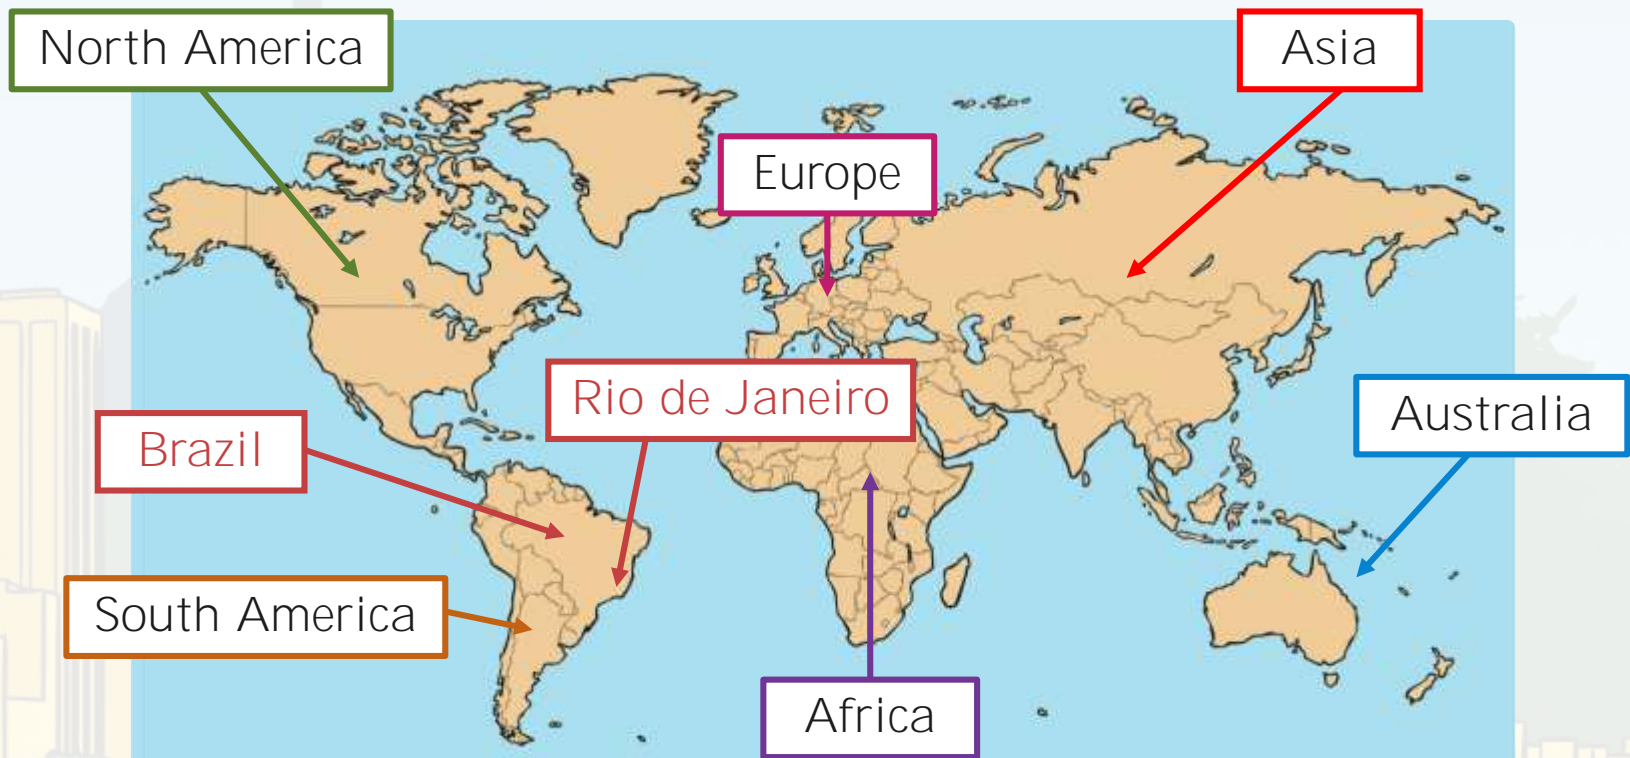 North America
Asia
Europe
Rio de Janeiro
Australia
Brazil
South America
Africa